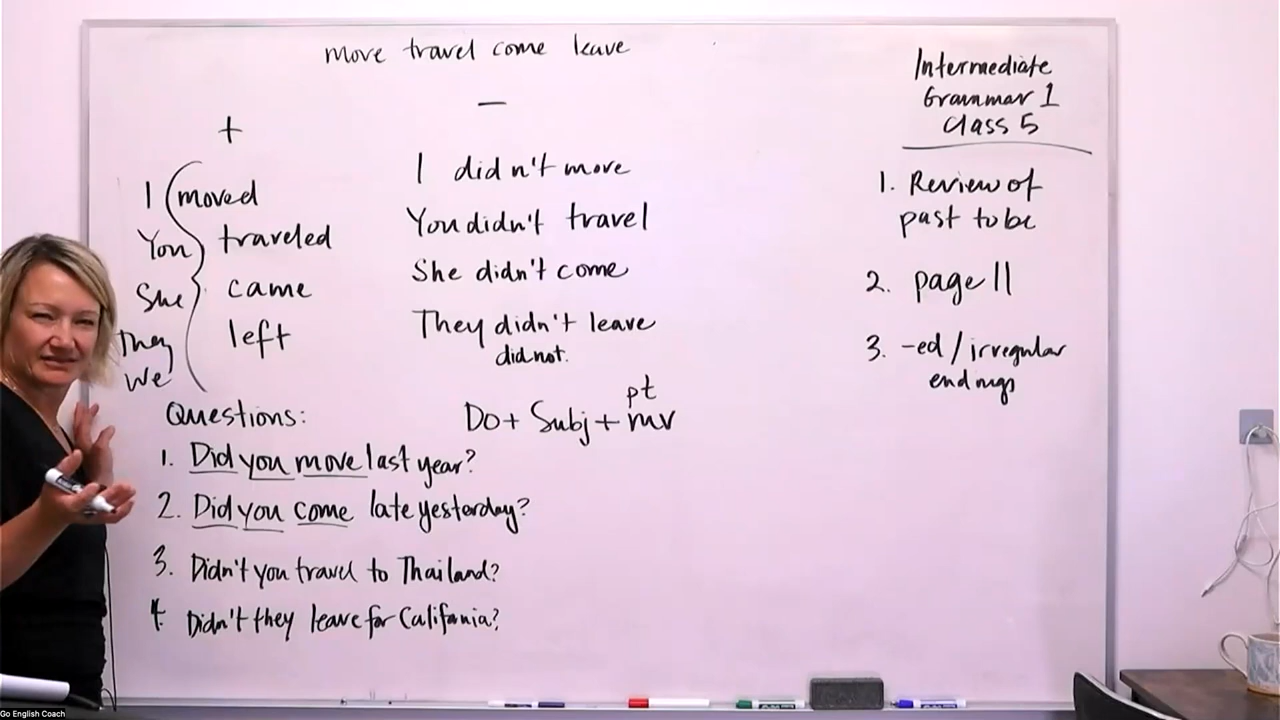 move travel come leave
+
—
I moved
You traveled
She came
They left
We
I didn't move
You didn't travel
She didn't come
They didn't leave
did not.
Questions:
pt
Do + Subj + mv
1. Did you move last year?
2. Did you come late yesterday?
3. Didn't you travel to Thailand?
4. Didn't they leave for California?
Intermediate
Grammar 1
Class 5
1. Review of
past to be
2. page 11
3. -ed / irregular
endings
Go English Coach